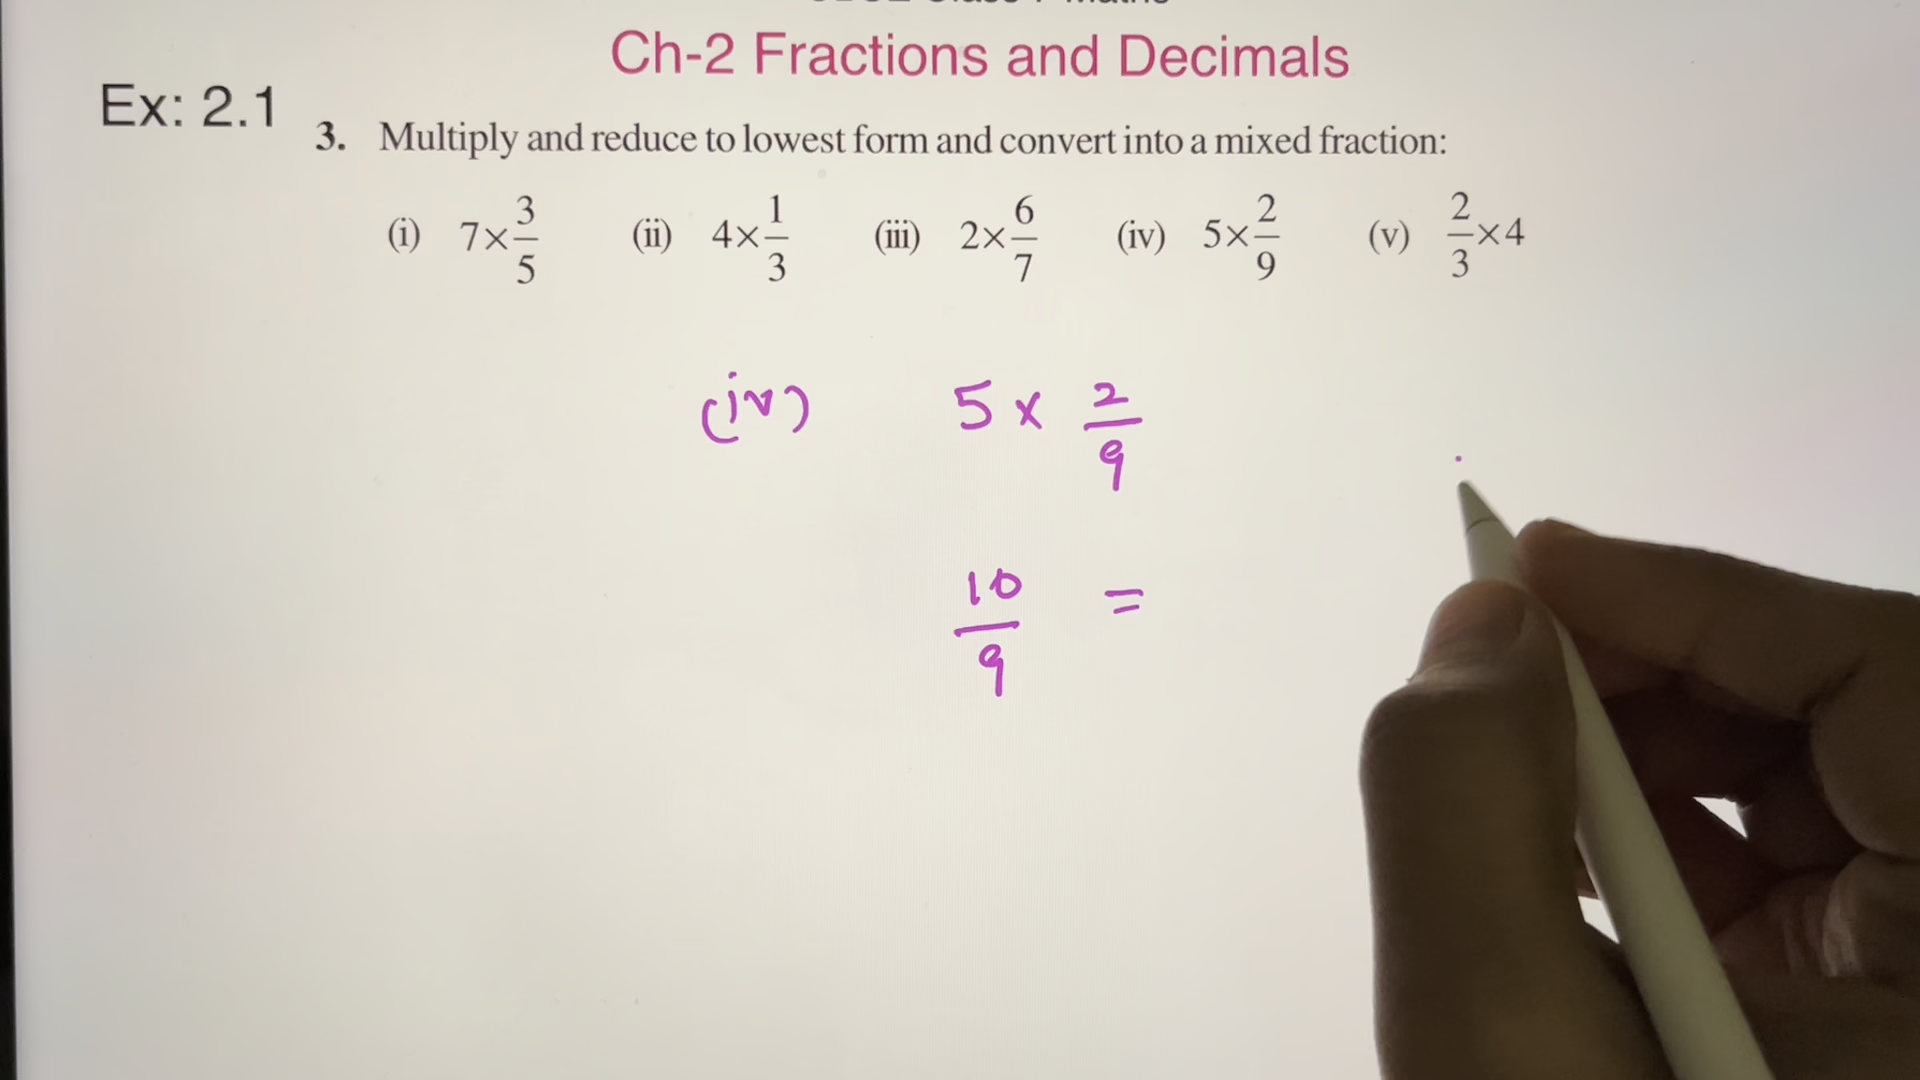 Ch-2 Fractions and Decimals
Ex: 2.1
3. Multiply and reduce to lowest form and convert into a mixed fraction:
(i) 7×3/5 (ii) 4×1/3 (iii) 2×6/7 (iv) 5×2/9 (v) 2/3×4
(iv) 5 × 2/9
10/9 =